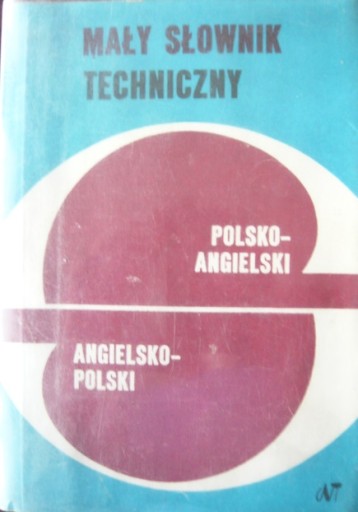 MAŁY SŁOWNIK
TECHNICZNY
POLSKO-
ANGIELSKI
ANGIELSKO-
POLSKI